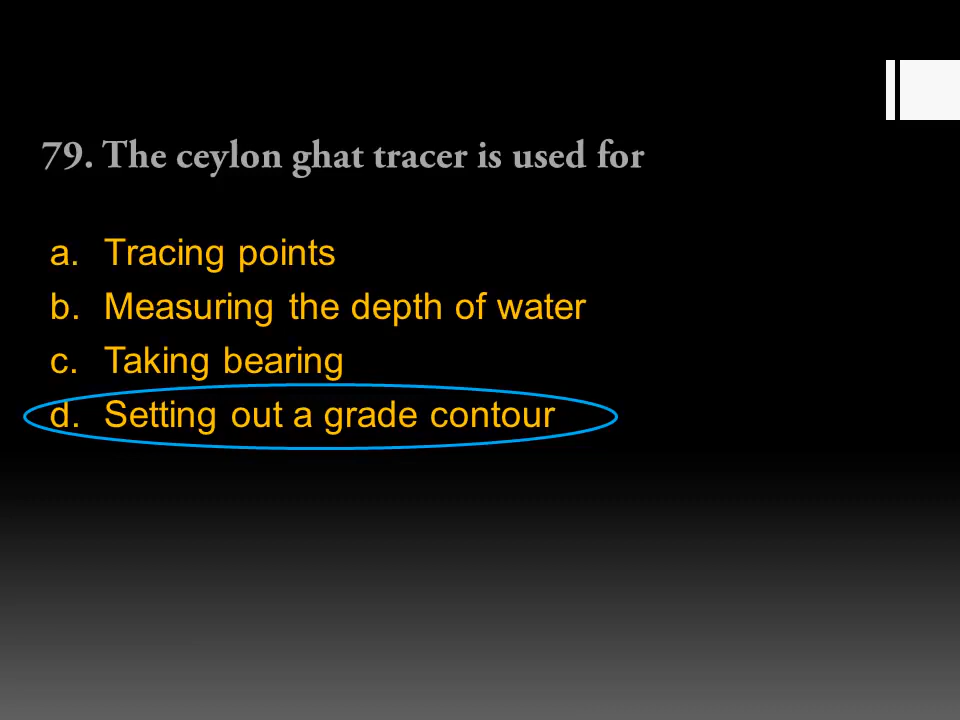 79. The ceylon ghat tracer is used for
a. Tracing points
b. Measuring the depth of water
c. Taking bearing
d. Setting out a grade contour